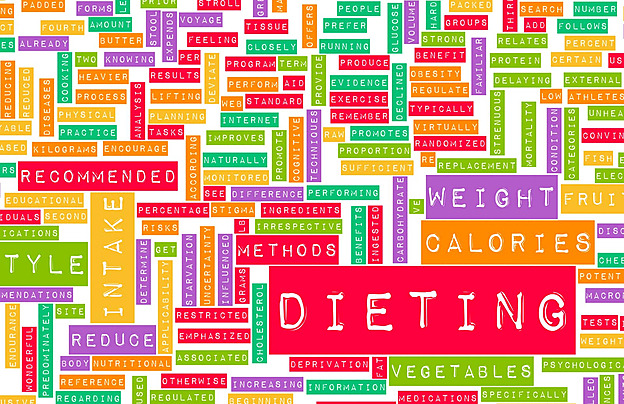 PADDED
FORMS
PRIOR
STROLL
AMOUNT
STOOL
VOYAGE
FOURTH
BUTTER
EXPENDS
TISSUE
ALREADY
FEELING
CLOSELY
OFFERS
PEOPLE
PREFER
RUNNING
GLUCOSE
VOLUME
HARD
PACKED
GROUPS
THIRD
SEARCH
NUMBER
ADD
FOLLOWS
STRONG
RELATES
PERCENT
BENEFIT
FAMILIAR
PROTEIN
CERTAIN
DELAYING
EXTERNAL
REDUCING
REDUCED
DISEASES
COOKING
TWO
KNOWING
HEAVIER
PROCESS
ANALYSIS
PER
RESULTS
LIFTING
DEVIATE
PROGRAM
TERM
PERFORM
AID
WEB
STANDARD
PROVIDE
PRODUCE
EVIDENCE
EXERCISE
REMEMBER
DECLINED
OBESITY
REGULATE
TYPICALLY
STRENUOUS
LOW
ATHLETES
PHYSICAL
PRACTICE
TASKS
PLANNING
INTERNET
IMPROVES
PROMOTE
COGNITIVE
TECHNIQUES
RAW
PROMOTES
VIRTUALLY
RANDOMIZED
MORTALITY
CONDITION
CATEGORIES
KILOGRAMS
ENCOURAGE
ACCORDING
NATURALLY
MONITORED
PROPORTION
SUFFICIENT
RE
REPLACEMENT
FISH
RECOMMENDED
SEE
DIFFERENCE
PERFORMING
CARBOHYDRATE
WEIGHT
EDUCATIONAL
SECOND
INTAKE
PERCENTAGE
STIGMA
INGREDIENTS
RISKS
IRRESPECTIVE
BENEFITS
INGESTED
VE
CALORIES
DETERMINE
GET
STARVATION
UNCERTAINTY
INFLUENCED
LB
METHODS
GRAMS
CHOLESTEROL
DIETING
SITE
APPLICABILITY
RESTRICTED
EMPHASIZED
ASSOCIATED
ENDURANCE
WONDERFUL
PREDOMINATELY
REDUCE
BODY
NUTRITIONAL
TESTS
DEPRIVATION
FAT
VEGETABLES
REFERENCE
REGARDING
OTHERWISE
REGULATED
INCREASING
BEGINNING
INFORMATION
MEDICATIONS
SPECIFICALLY